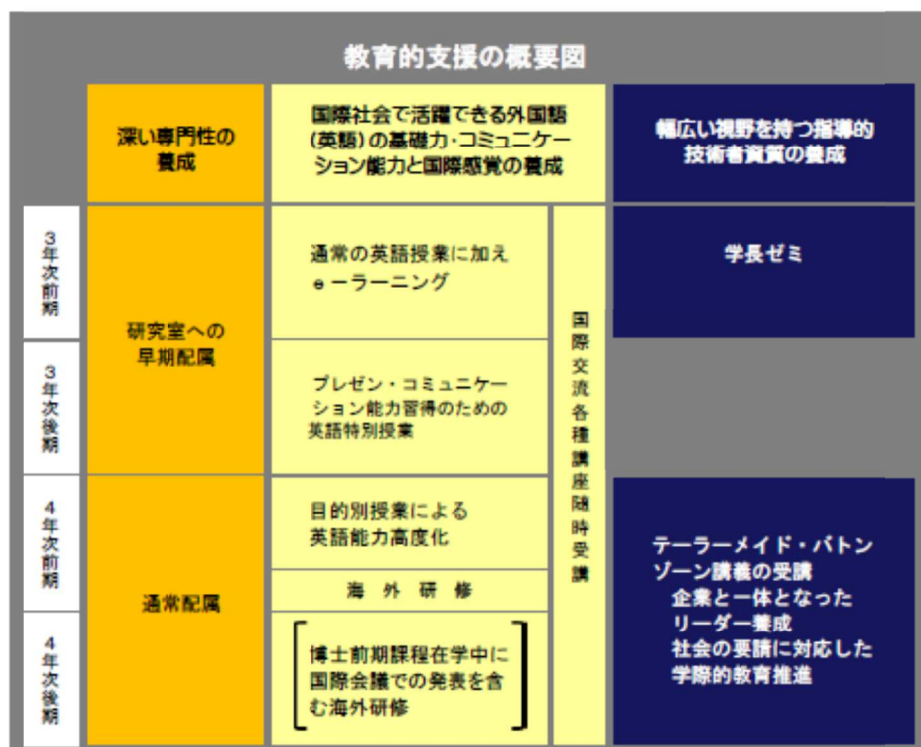 教育的支援の概要図
深い専門性の
養成
国際社会で活躍できる外国語
(英語)の基礎力・コミュニケー
ション能力と国際感覚の養成
幅広い視野を持つ指導的
技術者資質の養成
3年次前期
3年次後期
4年次前期
4年次後期
研究室への
早期配属
通常配属
通常の英語授業に加え
e－ラーニング
プレゼン・コミュニケー
ション能力習得のための
英語特別授業
目的別授業による
英語能力高度化
海外研修
博士前期課程在学中に
国際会議での発表を含
む海外研修
国際交流各種講座随時受講
学長ゼミ
テーラーメイド・バトン
ゾーン講義の受講
企業と一体となった
リーダー養成
社会の要請に対応した
学際的教育推進